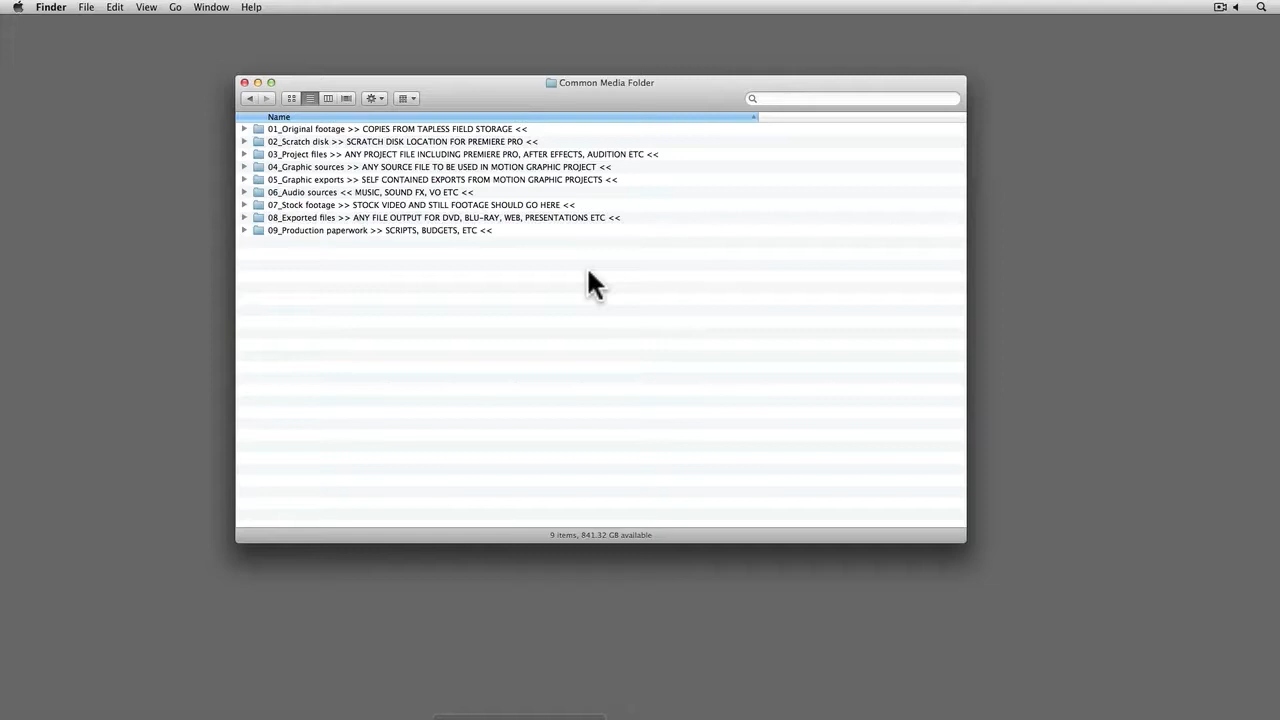 Finder File Edit View Go Window Help
Common Media Folder
Name
01_Original footage >> COPIES FROM TAPLESS FIELD STORAGE <<
02_Scratch disk >> SCRATCH DISK LOCATION FOR PREMIERE PRO <<
03_Project files >> ANY PROJECT FILE INCLUDING PREMIERE PRO, AFTER EFFECTS, AUDITION ETC <<
04_Graphic sources >> ANY SOURCE FILE TO BE USED IN MOTION GRAPHIC PROJECT <<
05_Graphic exports >> SELF CONTAINED EXPORTS FROM MOTION GRAPHIC PROJECTS <<
06_Audio sources << MUSIC, SOUND FX, VO ETC <<
07_Stock footage >> STOCK VIDEO AND STILL FOOTAGE SHOULD GO HERE <<
08_Exported files >> ANY FILE OUTPUT FOR DVD, BLU-RAY, WEB, PRESENTATIONS ETC <<
09_Production paperwork >> SCRIPTS, BUDGETS, ETC <<
9 items, 841.32 GB available